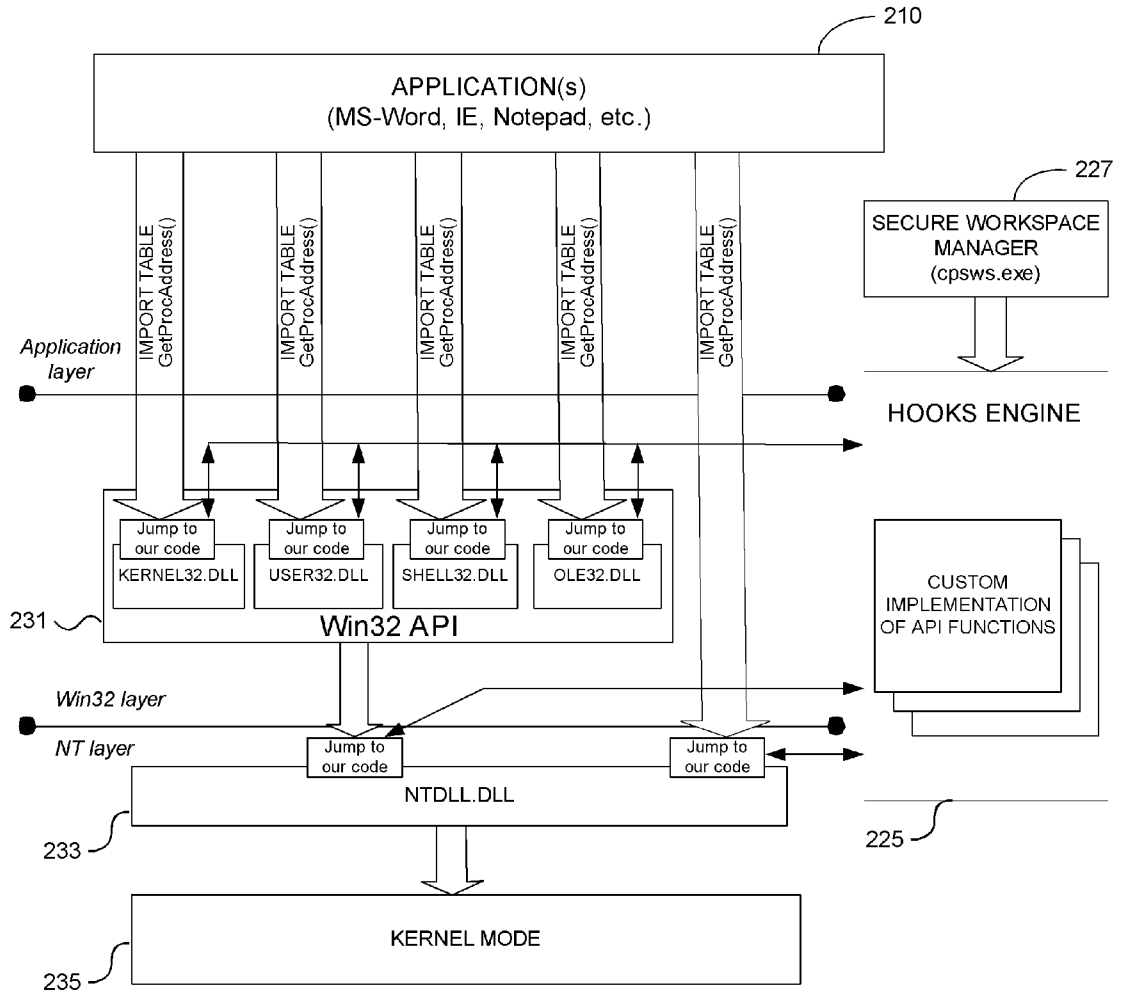 210
APPLICATION(s)
(MS-Word, IE, Notepad, etc.)
227
SECURE WORKSPACE
MANAGER
(cpsws.exe)
IMPORT TABLE
GetProcAddress()
IMPORT TABLE
GetProcAddress()
IMPORT TABLE
GetProcAddress()
IMPORT TABLE
GetProcAddress()
IMPORT TABLE
GetProcAddress()
Application
layer
HOOKS ENGINE
Jump to
our code
Jump to
our code
Jump to
our code
Jump to
our code
KERNEL32.DLL
USER32.DLL
SHELL32.DLL
OLE32.DLL
231
Win32 API
CUSTOM
IMPLEMENTATION
OF API FUNCTIONS
Win32 layer
NT layer
Jump to
our code
Jump to
our code
NTDLL.DLL
233
225
KERNEL MODE
235